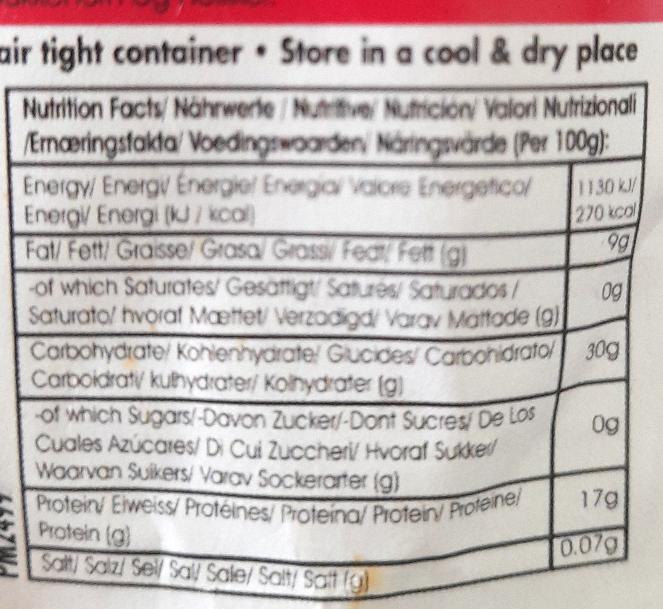 air tight container • Store in a cool & dry place
Nutrition Facts/ Nährwerte / Nutritive/ Nutrición/ Valori Nutrizionali
/Ernæringsfakta/ Voedingswaarden/ Näringsvärde (Per 100g):
Energy/ Energi/ Énergie/ Energia/ Valore Energetico/ 1130 kJ/
Energi/ Energi (kJ / kcal) 270 kcal
Fat/ Fett/ Graisse/ Grasa/ Grassi/ Fedt/ Fett (g) 9g
-of which Saturates/ Gesättigt/ Saturés/ Saturados / 0g
Saturato/ hvoraf Mættet/ Verzadigd/ Varav Mättade (g)
Carbohydrate/ Kohlenhydrate/ Glucides/ Carbohidrato/ 30g
Carboidrati/ kulhydrater/ Kolhydrater (g)
-of which Sugars/-Davon Zucker/-Dont Sucres/ De Los 0g
Cuales Azúcares/ Di Cui Zuccheri/ Hvoraf Sukker/
Waarvan Suikers/ Varav Sockerarter (g)
Protein/ Eiweiss/ Protéines/ Proteína/ Protein/ Proteine/ 17g
Protein (g)
Salt/ Salz/ Sel/ Sal/ Sale/ Salt/ Salt (g) 0.07g